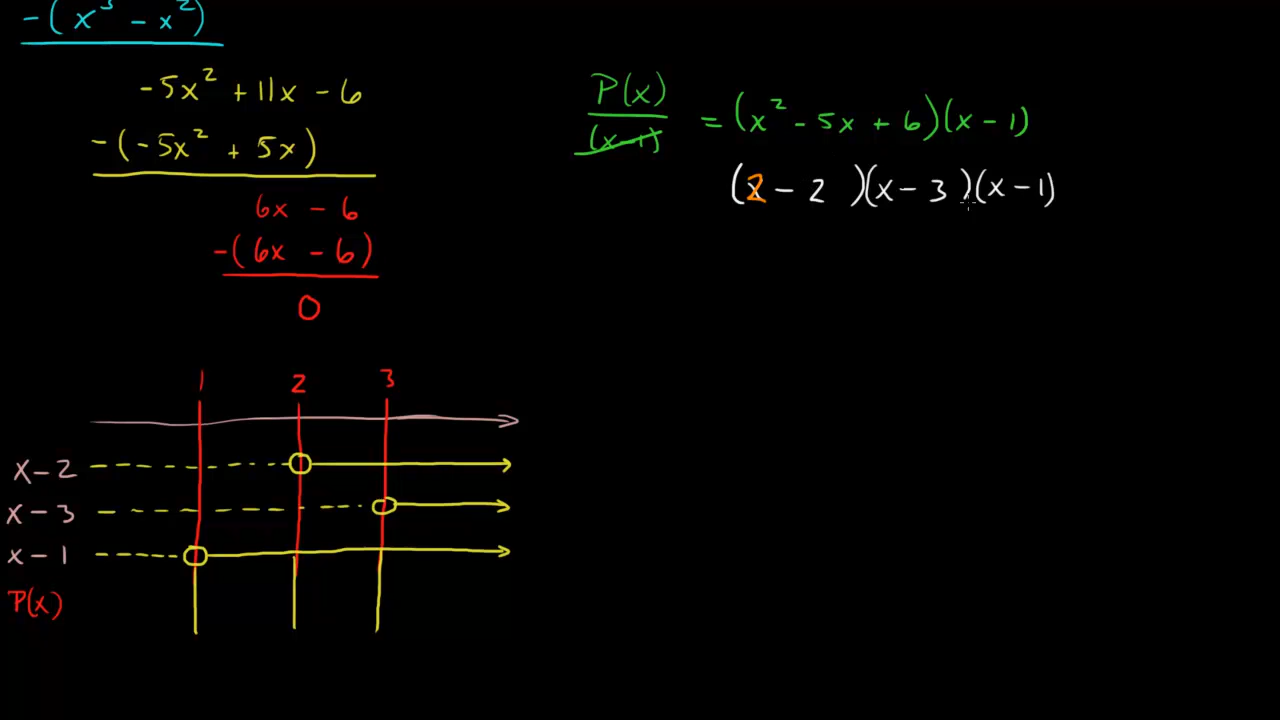 -(x³ - x²)
-5x² + 11x - 6
-(-5x² + 5x)
6x - 6
-(6x - 6)
0
P(x)
(x-1)
= (x² - 5x + 6)(x - 1)
(2 - 2 )(x - 3 )(x - 1)
1 2 3
x - 2
x - 3
x - 1
P(x)